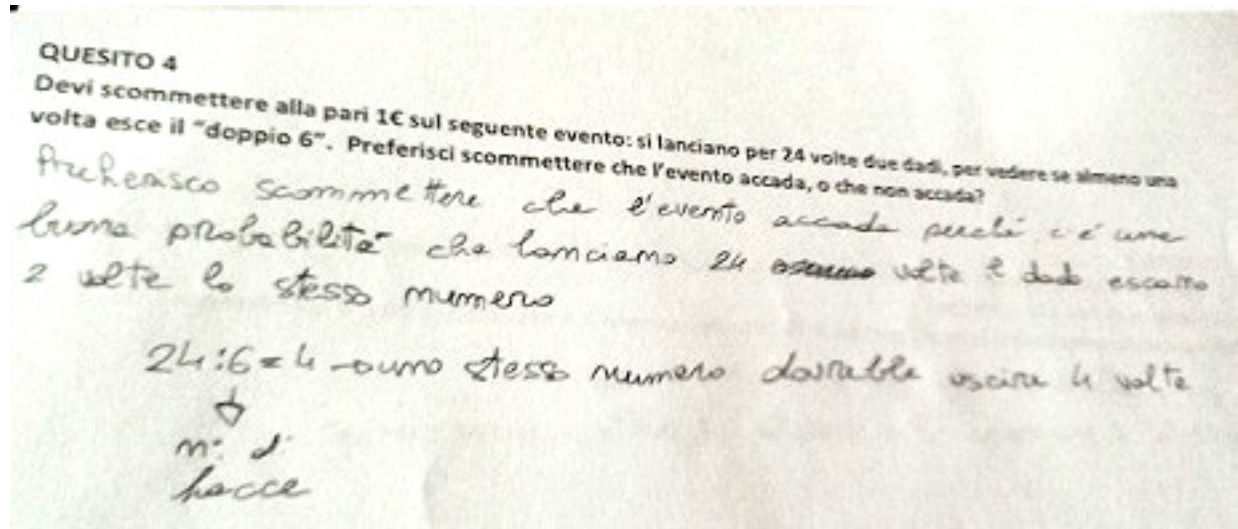 QUESITO 4
Devi scommettere alla pari 1€ sul seguente evento: si lanciano per 24 volte due dadi, per vedere se almeno una
volta esce il "doppio 6". Preferisci scommettere che l'evento accada, o che non accada?
Preferisco scommettere che l'evento accada perché c'è una
buona probabilità che lanciamo 24 volte dado escano
2 volte lo stesso numero
24:6=4 → uno stesso numero dovrebbe uscire 4 volte
n° di
facce